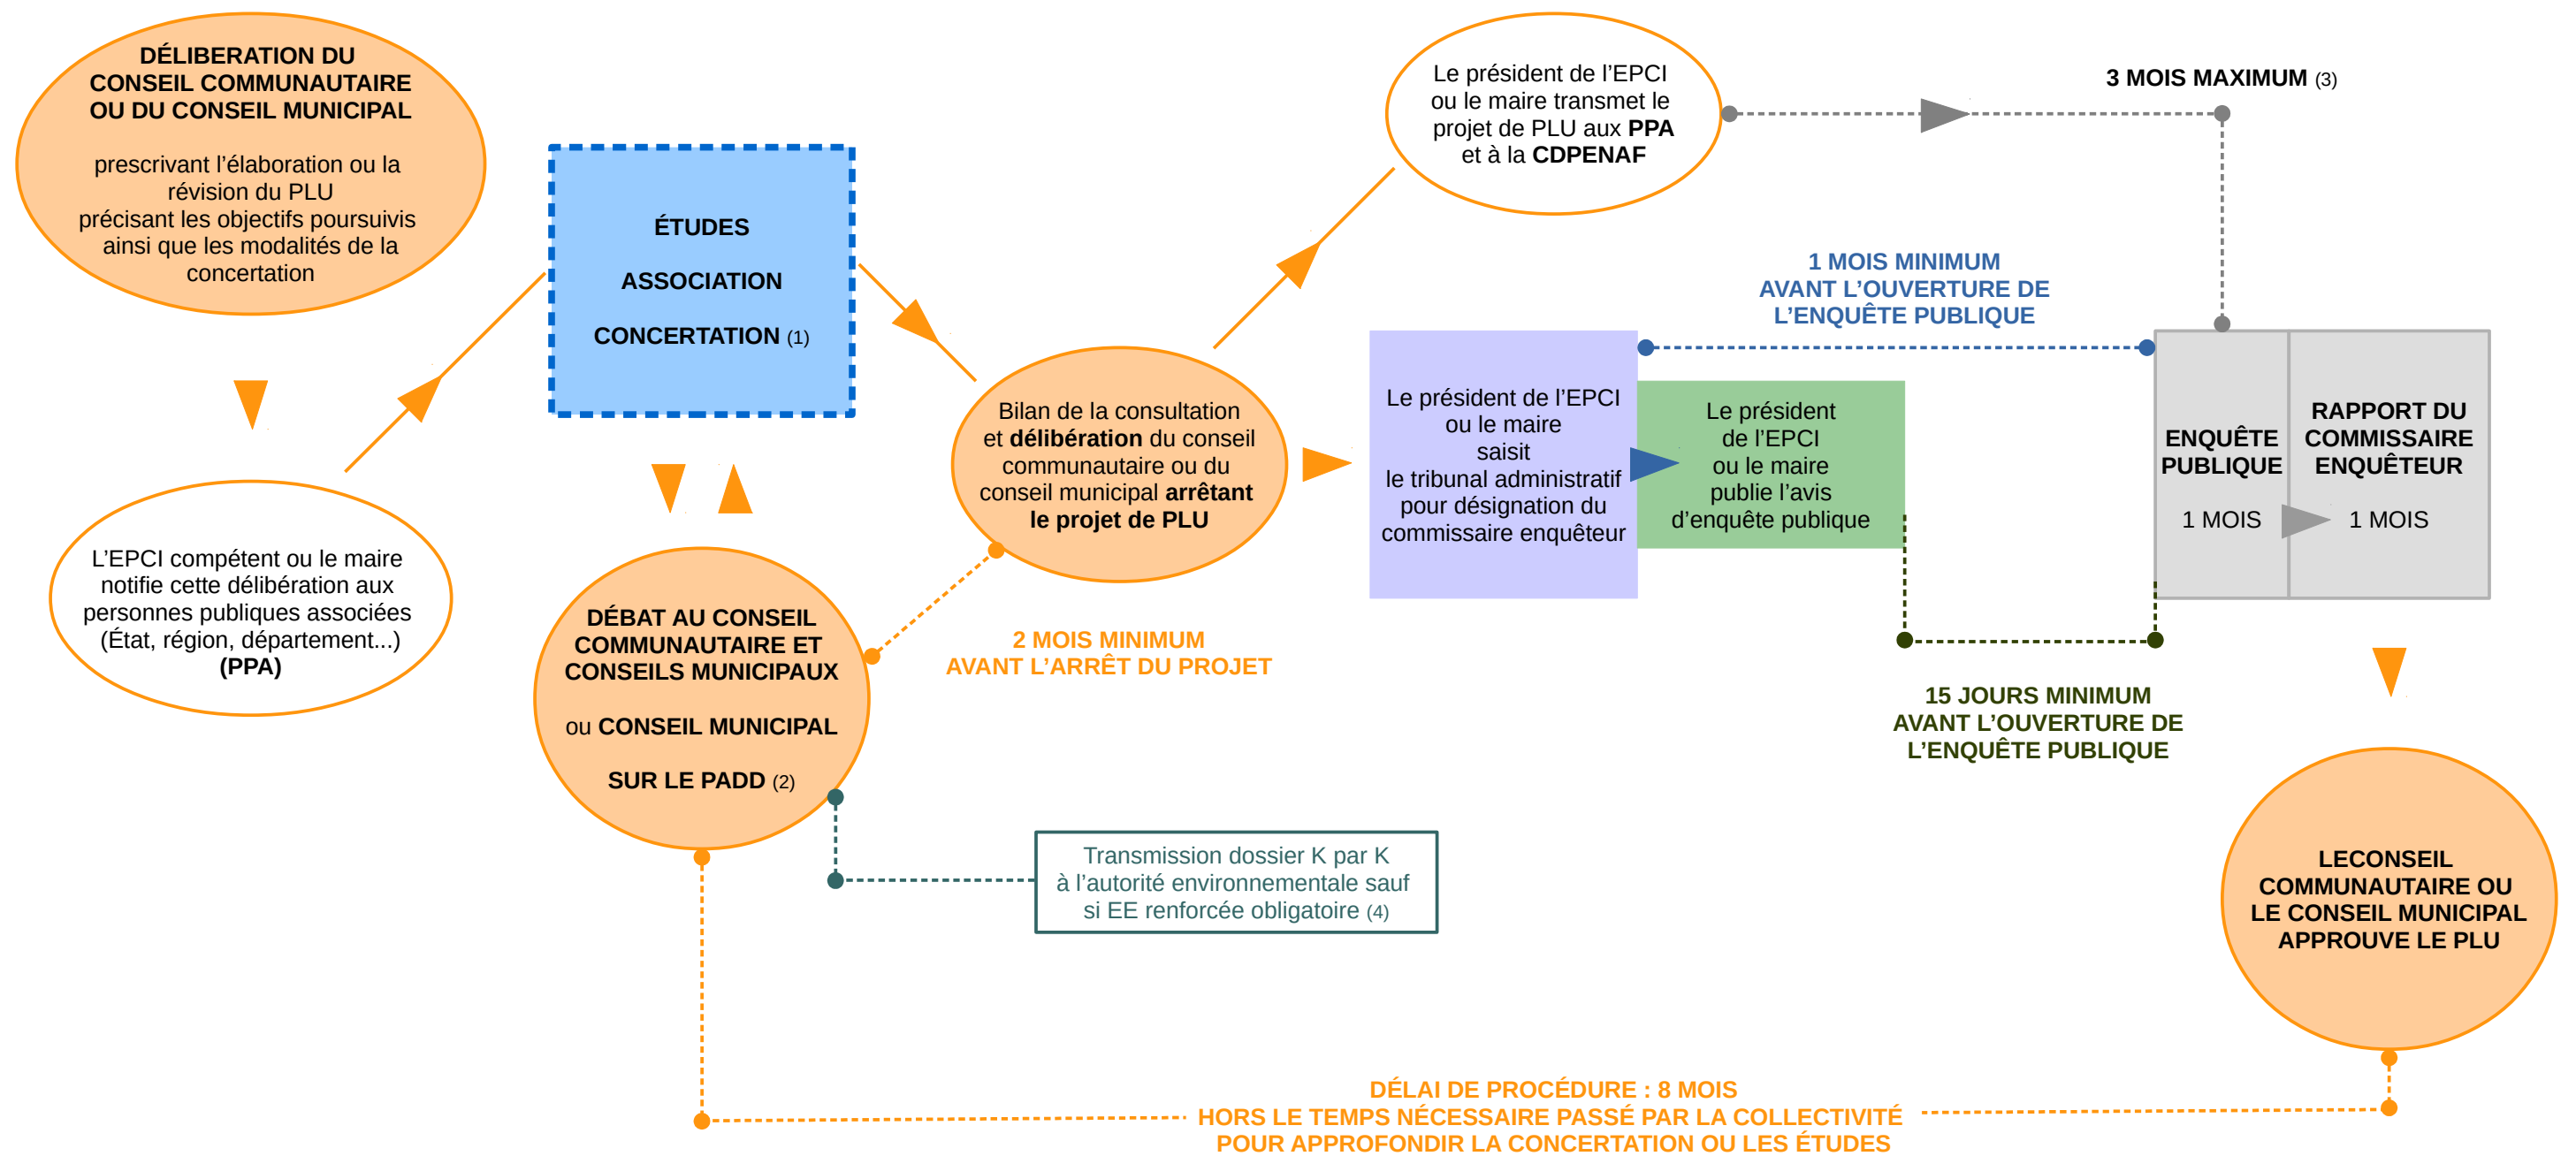 DÉLIBERATION DU
CONSEIL COMMUNAUTAIRE
OU DU CONSEIL MUNICIPAL
prescrivant l’élaboration ou la
révision du PLU
précisant les objectifs poursuivis
ainsi que les modalités de la
concertation
L’EPCI compétent ou le maire
notifie cette délibération aux
personnes publiques associées
(État, région, département...)
(PPA)
ÉTUDES
ASSOCIATION
CONCERTATION (1)
DÉBAT AU CONSEIL
COMMUNAUTAIRE ET
CONSEILS MUNICIPAUX
ou CONSEIL MUNICIPAL
SUR LE PADD (2)
Bilan de la consultation
et délibération du conseil
communautaire ou du
conseil municipal arrêtant
le projet de PLU
2 MOIS MINIMUM
AVANT L’ARRÊT DU PROJET
Transmission dossier K par K
à l’autorité environnementale sauf
si EE renforcée obligatoire (4)
Le président de l’EPCI
ou le maire transmet le
projet de PLU aux PPA
et à la CDPENAF
3 MOIS MAXIMUM (3)
1 MOIS MINIMUM
AVANT L’OUVERTURE DE
L’ENQUÊTE PUBLIQUE
Le président de l’EPCI
ou le maire
saisit
le tribunal administratif
pour désignation du
commissaire enquêteur
Le président
de l’EPCI
ou le maire
publie l’avis
d’enquête publique
15 JOURS MINIMUM
AVANT L’OUVERTURE DE
L’ENQUÊTE PUBLIQUE
ENQUÊTE
PUBLIQUE
1 MOIS
RAPPORT DU
COMMISSAIRE
ENQUÊTEUR
1 MOIS
LECONSEIL
COMMUNAUTAIRE OU
LE CONSEIL MUNICIPAL
APPROUVE LE PLU
DÉLAI DE PROCÉDURE : 8 MOIS
HORS LE TEMPS NÉCESSAIRE PASSÉ PAR LA COLLECTIVITÉ
POUR APPROFONDIR LA CONCERTATION OU LES ÉTUDES